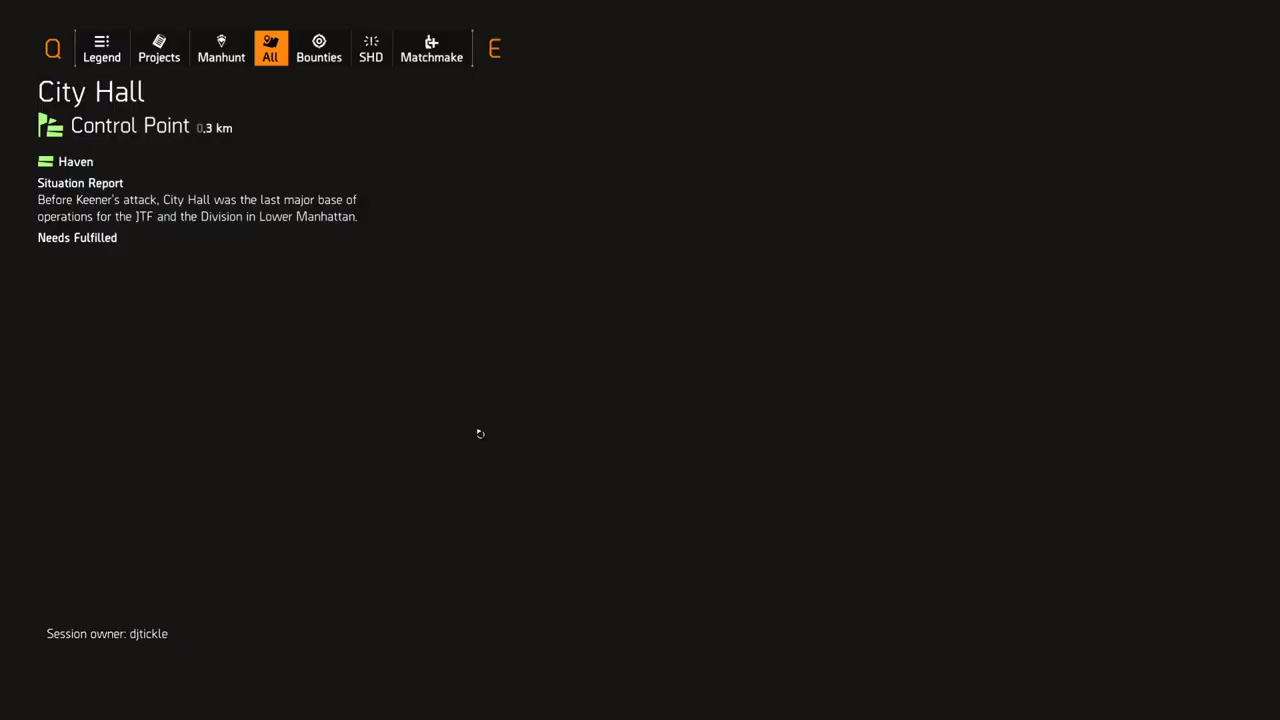 Q Legend Projects Manhunt All Bounties SHD Matchmake E
City Hall
Control Point 0.3 km
Haven
Situation Report
Before Keener's attack, City Hall was the last major base of
operations for the JTF and the Division in Lower Manhattan.
Needs Fulfilled
Session owner: djtickle